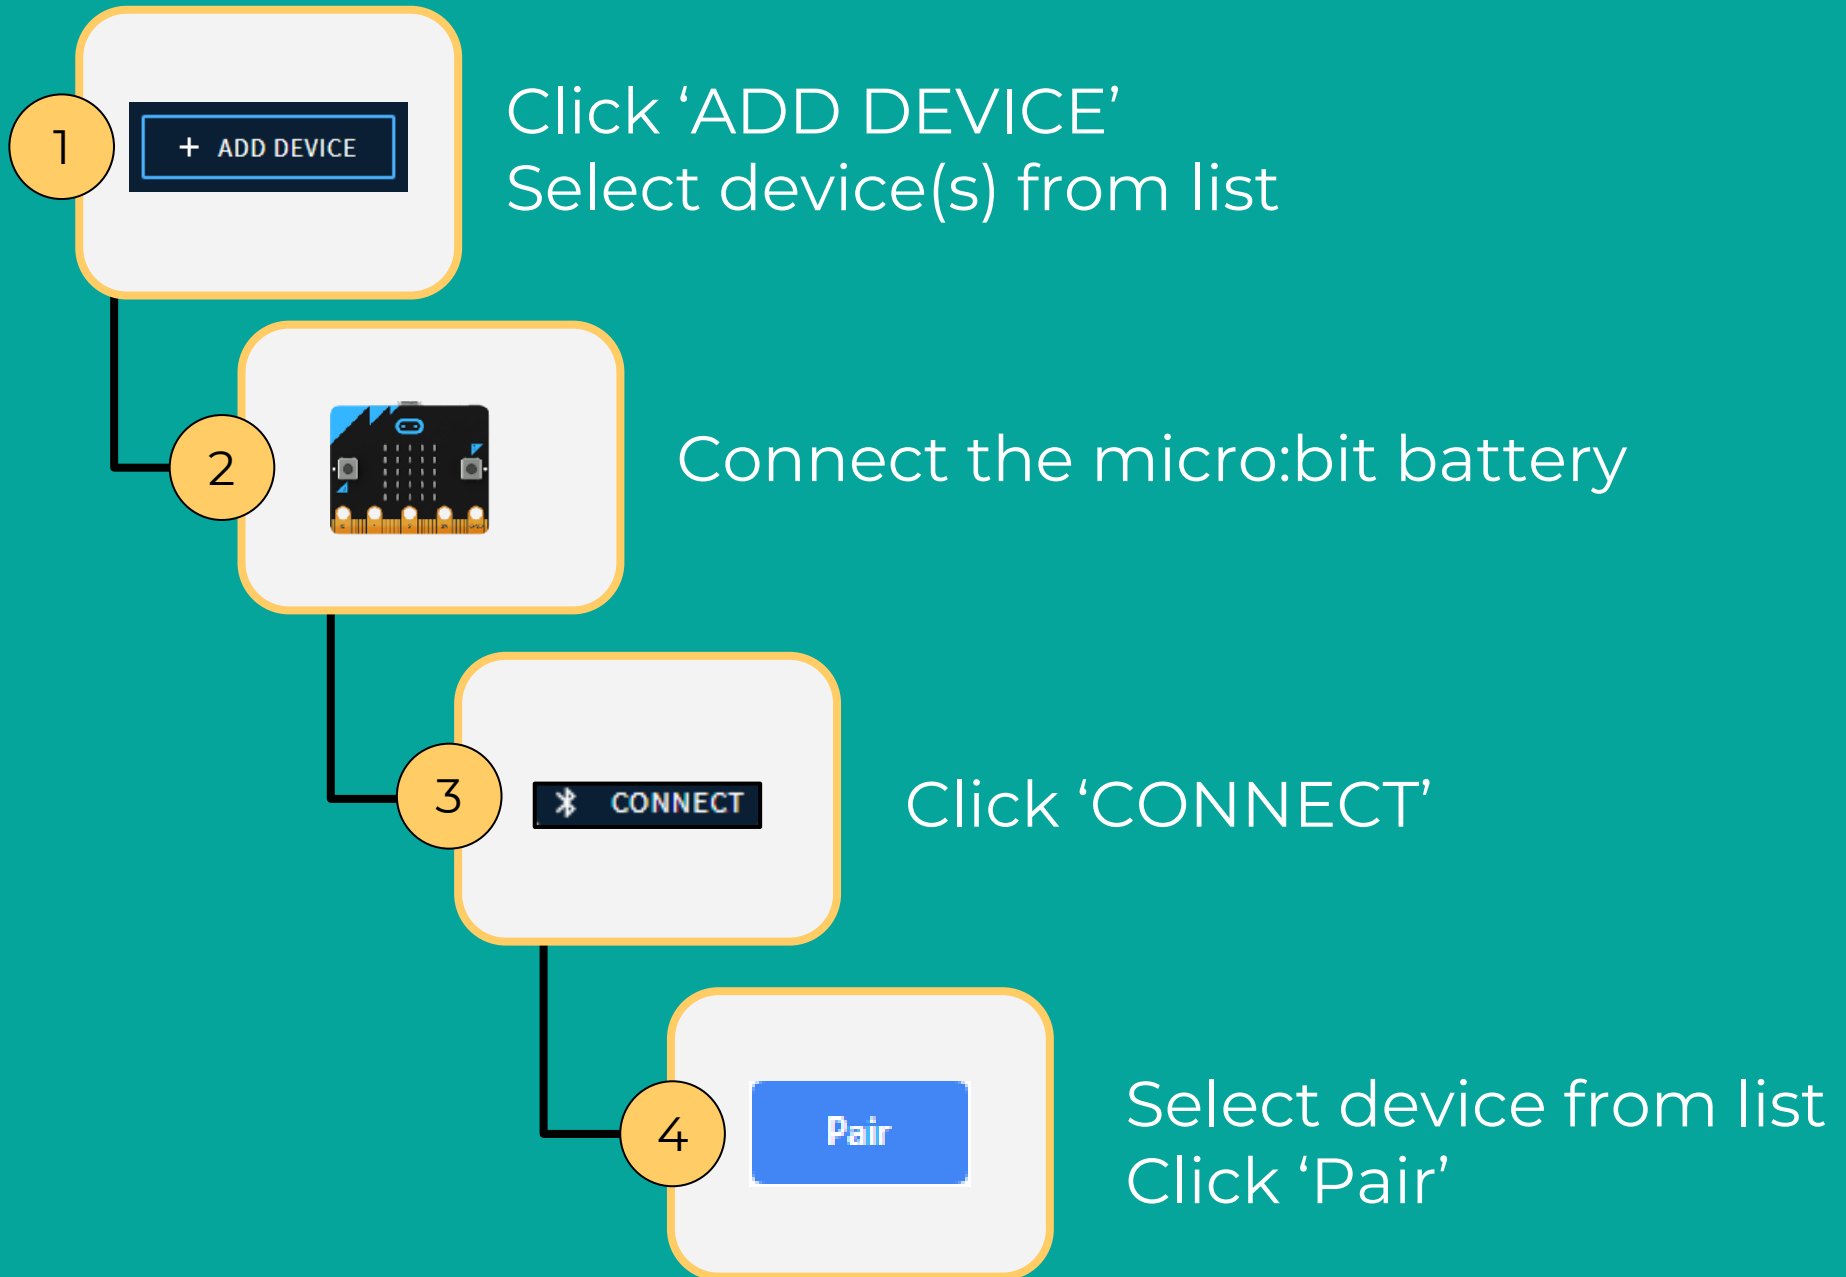 1
+ ADD DEVICE
Click ‘ADD DEVICE’
Select device(s) from list
2
Connect the micro:bit battery
3
CONNECT
Click ‘CONNECT’
4
Pair
Select device from list
Click ‘Pair’